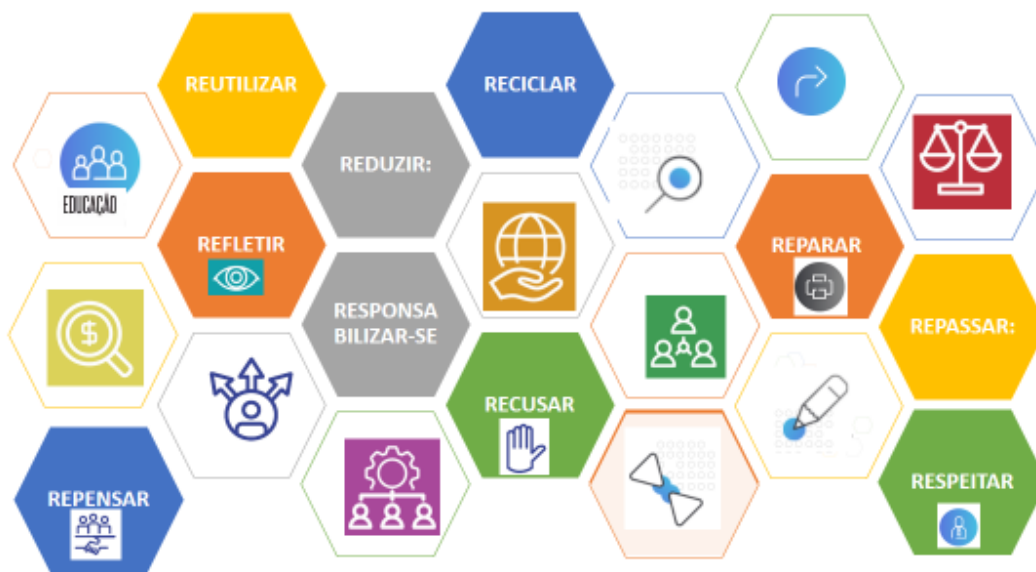 REUTILIZAR
RECICLAR
EDUCAÇÃO
REDUZIR:
REFLETIR
REPARAR
$
RESPONSA
BILIZAR-SE
REPASSAR:
RECUSAR
REPENSAR
RESPEITAR